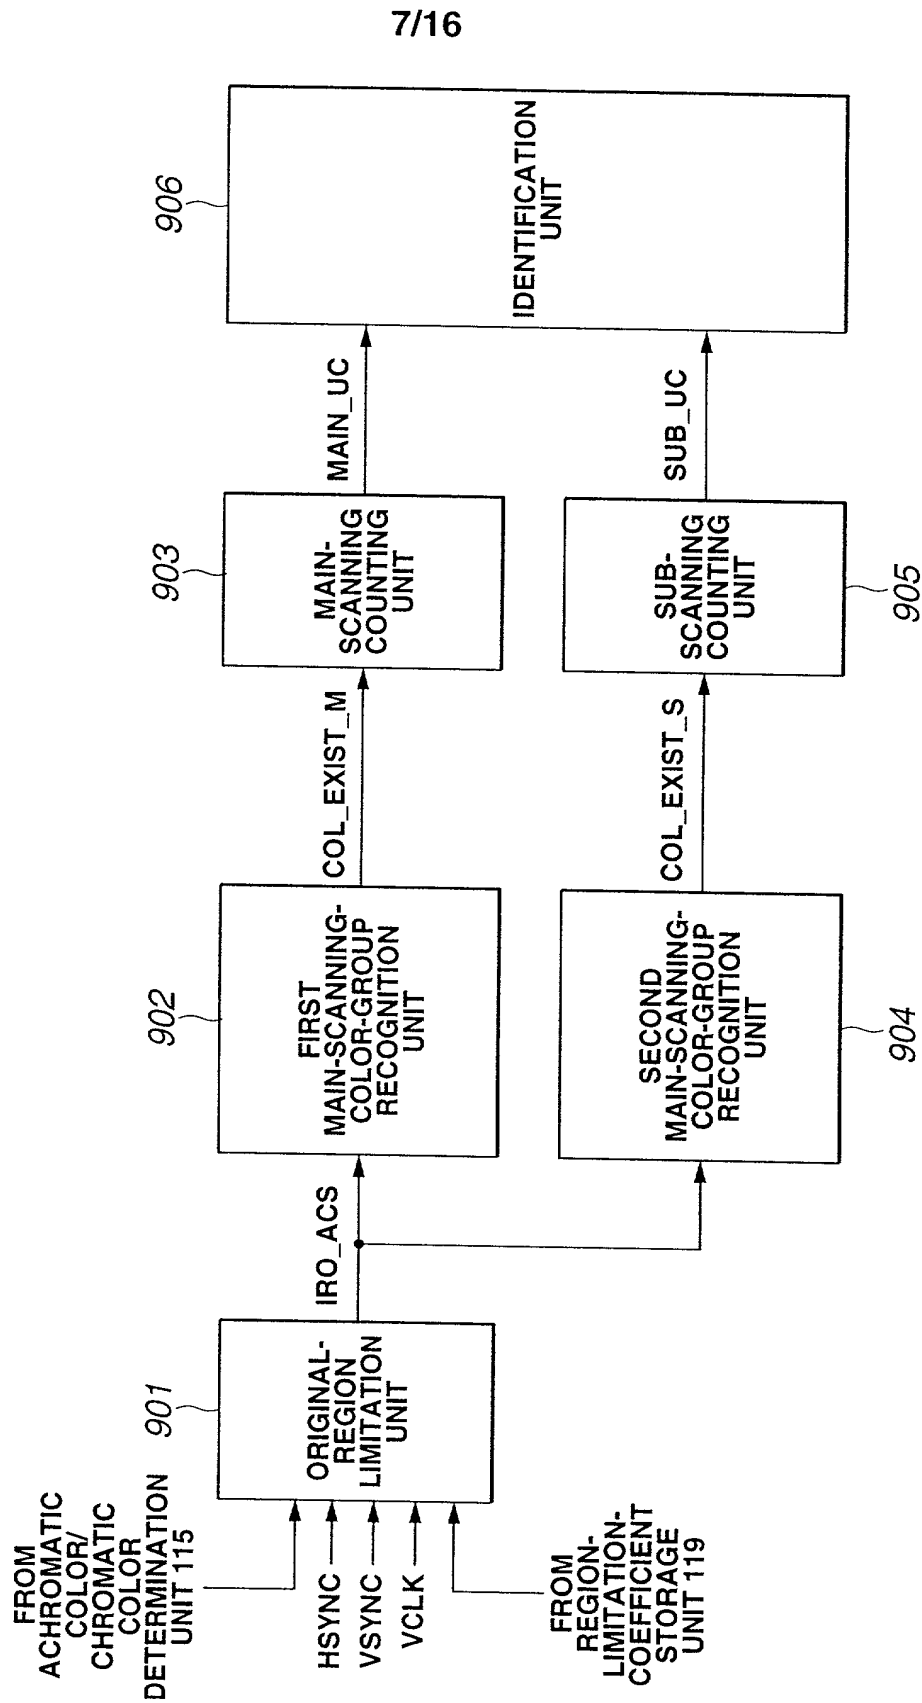 7/16
FROM
ACHROMATIC
COLOR/
CHROMATIC
COLOR
DETERMINATION
UNIT 115
HSYNC
VSYNC
VCLK
FROM
REGION-
LIMITATION-
COEFFICIENT
STORAGE
UNIT 119
901
ORIGINAL-
REGION
LIMITATION
UNIT
IRO_ACS
902
FIRST
MAIN-SCANNING-
COLOR-GROUP
RECOGNITION
UNIT
COL_EXIST_M
903
MAIN-
SCANNING
COUNTING
UNIT
MAIN_UC
904
SECOND
MAIN-SCANNING-
COLOR-GROUP
RECOGNITION
UNIT
COL_EXIST_S
905
SUB-
SCANNING
COUNTING
UNIT
SUB_UC
906
IDENTIFICATION
UNIT